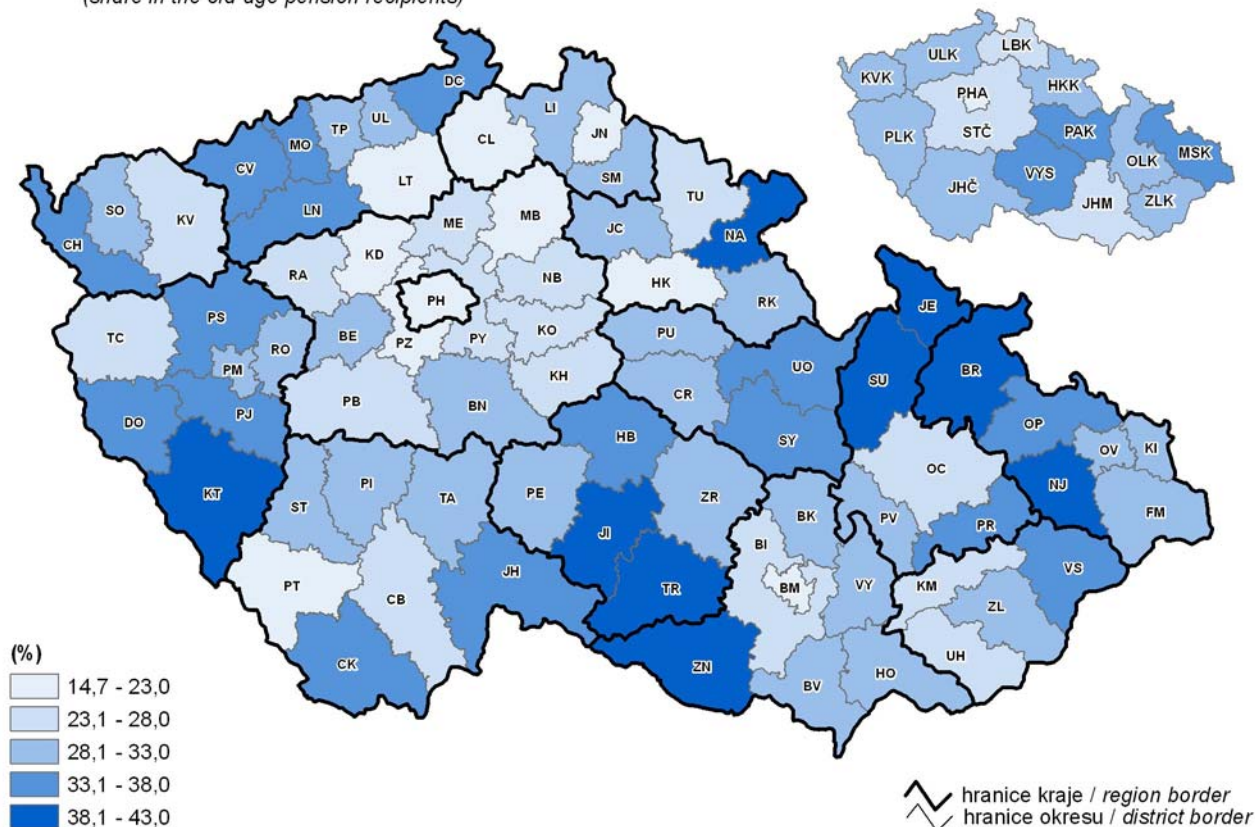 (share in the old-age pension recipients)
DC
LI
UL
TP
MO
CL
JN
CV
LT
SM
LN
TU
SO
KV
MB
ME
JC
NA
CH
KD
RA
NB
HK
PH
RK
JE
PS
TC
BE
PZ
PY
KO
PU
RO
PM
UO
SU
BR
KH
PB
BN
CR
DO
PJ
HB
SY
OP
OV
KI
OC
KT
ST
PI
TA
PE
ZR
NJ
BK
PV
PR
FM
JI
BI
JH
PT
CB
TR
BM
VY
KM
VS
ZL
CK
ZN
BV
HO
UH
ULK
LBK
KVK
HKK
PHA
STČ
PLK
PAK
OLK
MSK
VYS
JHČ
JHM
ZLK
(%)
14,7 - 23,0
23,1 - 28,0
28,1 - 33,0
33,1 - 38,0
38,1 - 43,0
hranice kraje / region border
hranice okresu / district border